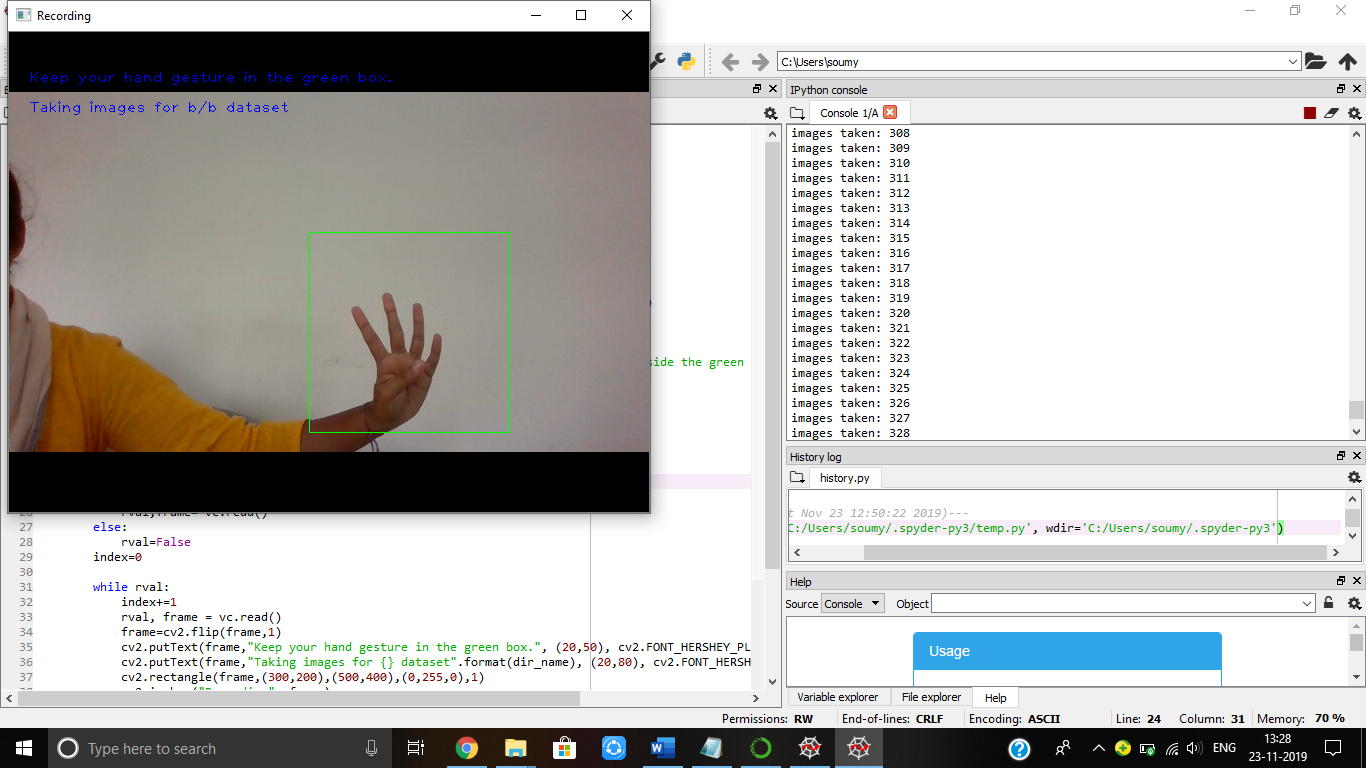 Recording
Keep your hand gesture in the green box.
Taking images for b/b dataset
C:\Users\soumy
IPython console
Console 1/A
images taken: 308
images taken: 309
images taken: 310
images taken: 311
images taken: 312
images taken: 313
images taken: 314
images taken: 315
images taken: 316
images taken: 317
images taken: 318
images taken: 319
images taken: 320
images taken: 321
images taken: 322
images taken: 323
images taken: 324
images taken: 325
images taken: 326
images taken: 327
images taken: 328
side the green
27 else:
28 rval=False
29 index=0
30
31 while rval:
32 index+=1
33 rval, frame = vc.read()
34 frame=cv2.flip(frame,1)
35 cv2.putText(frame,"Keep your hand gesture in the green box.", (20,50), cv2.FONT_HERSHEY_PL
36 cv2.putText(frame,"Taking images for {} dataset".format(dir_name), (20,80), cv2.FONT_HERSH
37 cv2.rectangle(frame,(300,200),(500,400),(0,255,0),1)
History log
history.py
t Nov 23 12:50:22 2019)---
C:/Users/soumy/.spyder-py3/temp.py', wdir='C:/Users/soumy/.spyder-py3')
Help
Source Console Object
Usage
Variable explorer File explorer Help
Permissions: RW End-of-lines: CRLF Encoding: ASCII Line: 24 Column: 31 Memory: 70 %
Type here to search
ENG
13:28
23-11-2019